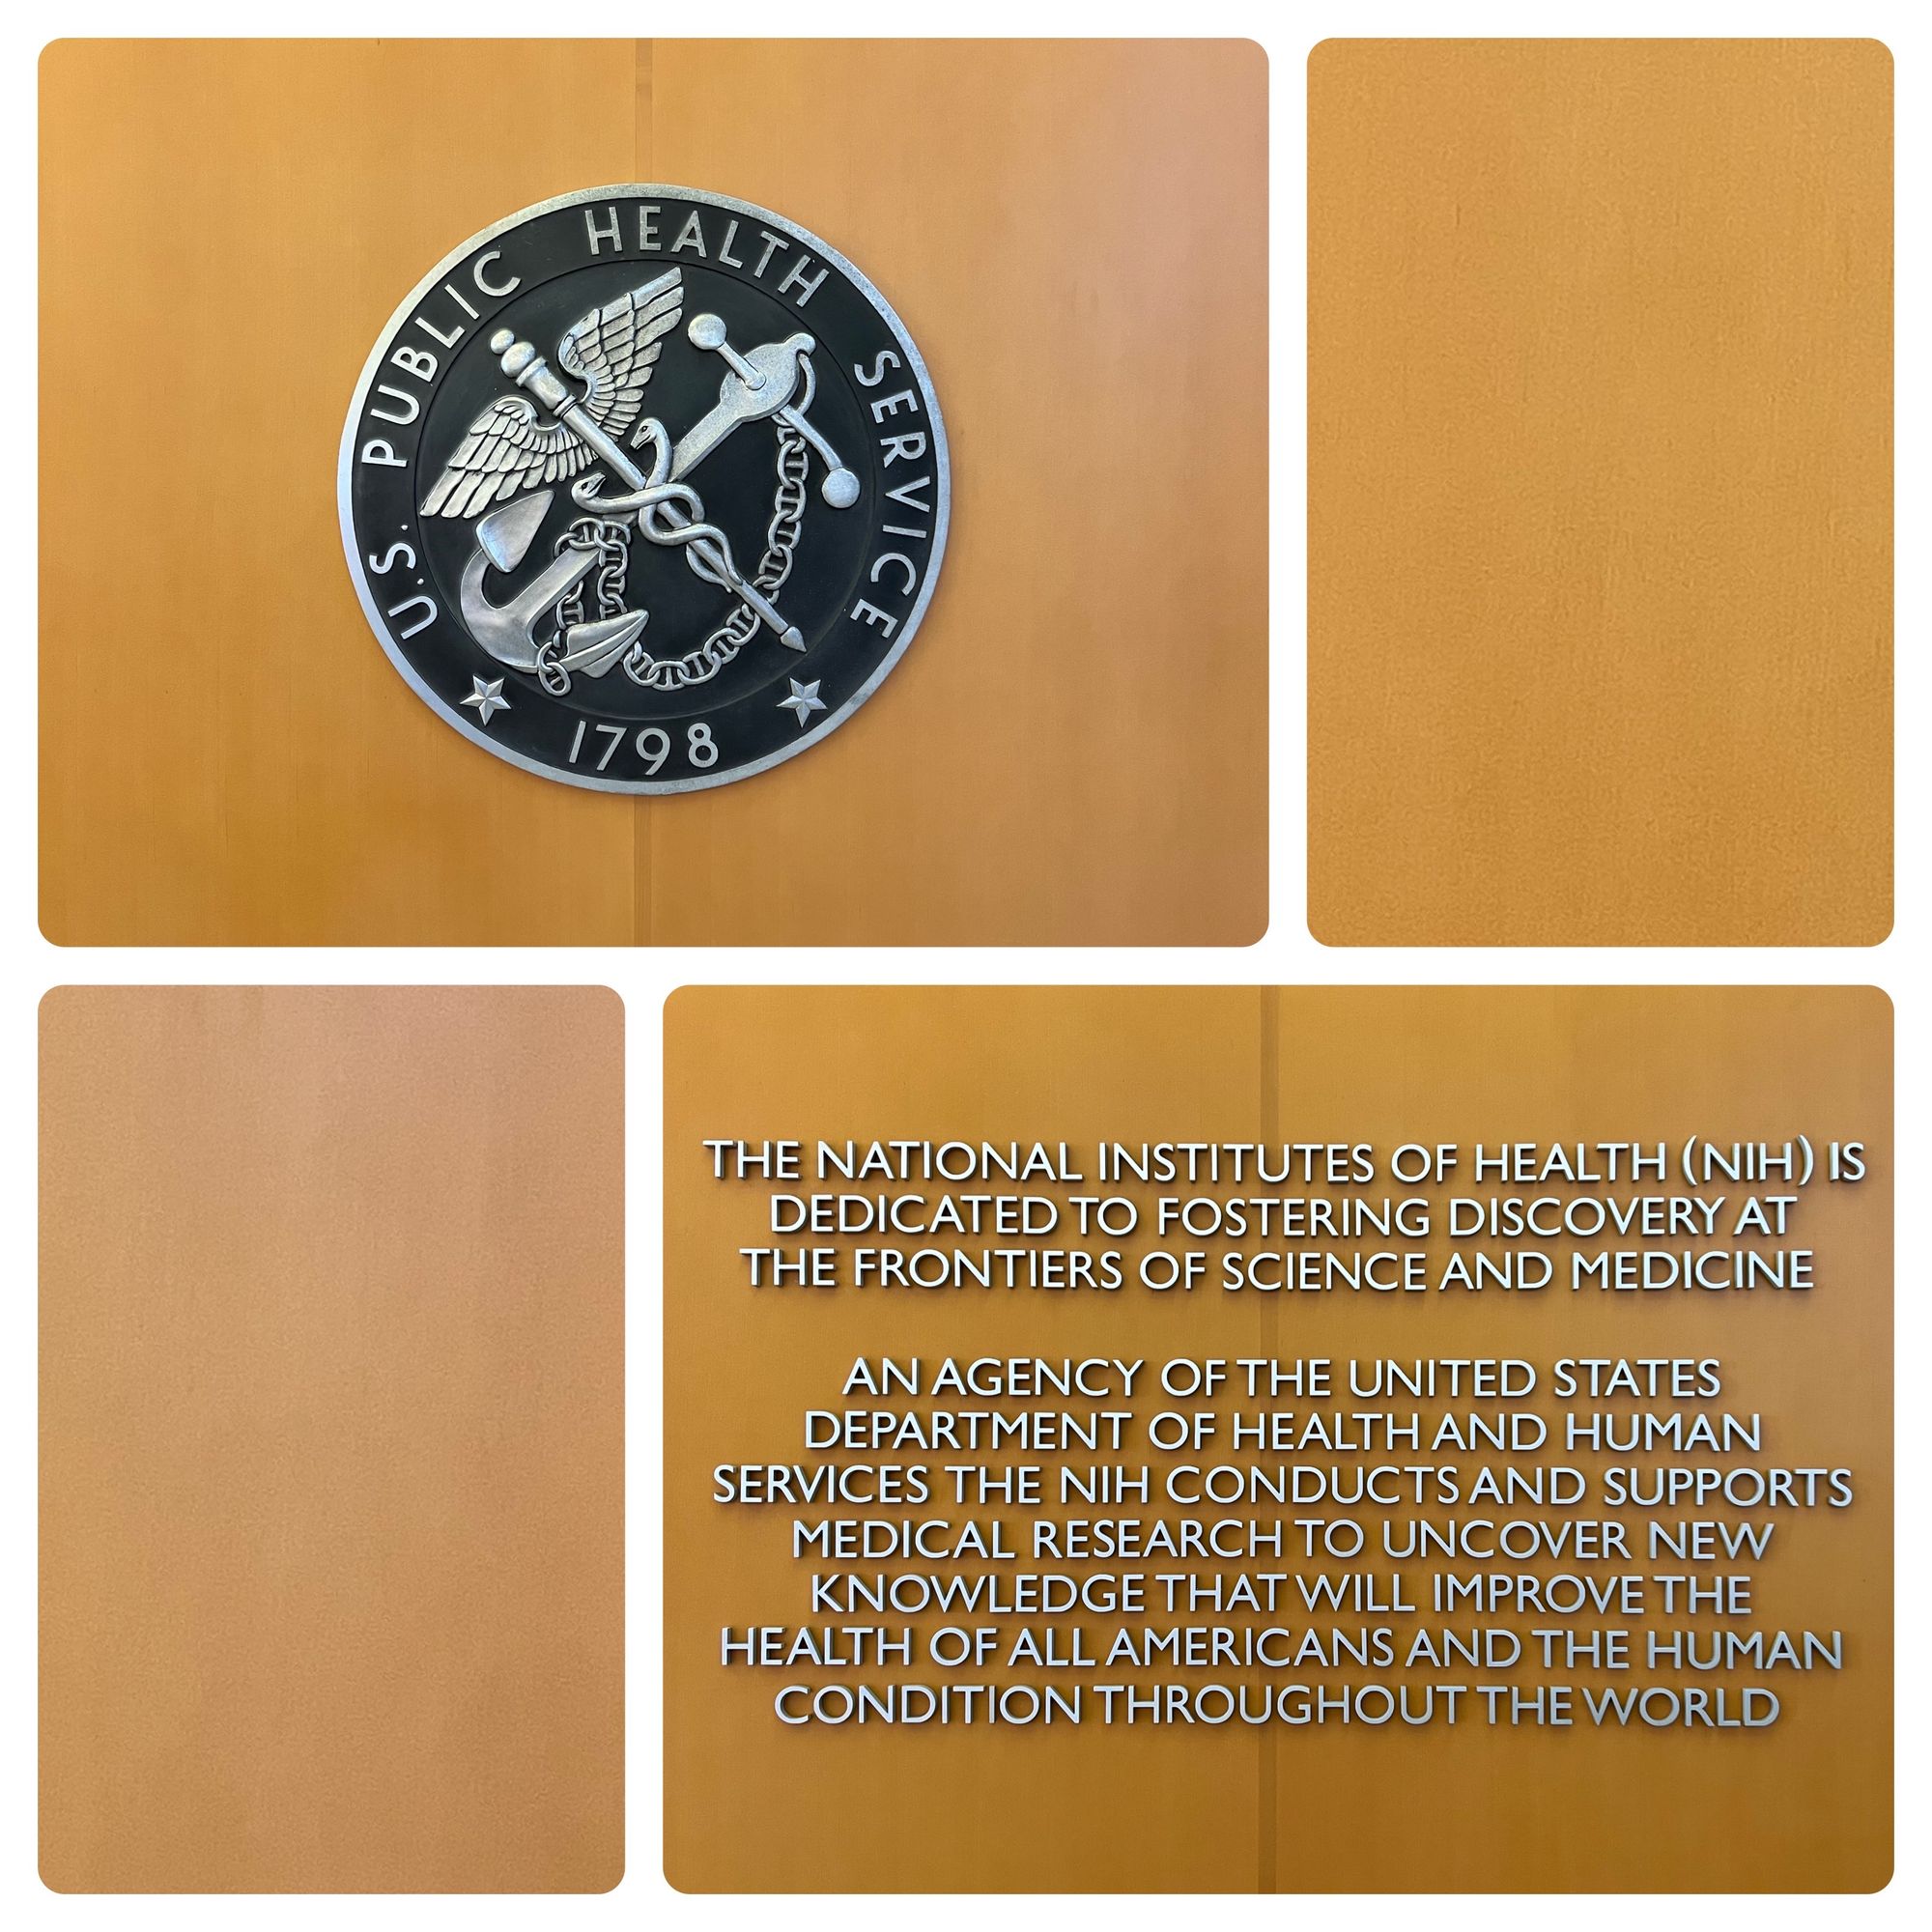 U.S. PUBLIC HEALTH SERVICE
1798
THE NATIONAL INSTITUTES OF HEALTH (NIH) IS
DEDICATED TO FOSTERING DISCOVERY AT
THE FRONTIERS OF SCIENCE AND MEDICINE
AN AGENCY OF THE UNITED STATES
DEPARTMENT OF HEALTH AND HUMAN
SERVICES THE NIH CONDUCTS AND SUPPORTS
MEDICAL RESEARCH TO UNCOVER NEW
KNOWLEDGE THAT WILL IMPROVE THE
HEALTH OF ALL AMERICANS AND THE HUMAN
CONDITION THROUGHOUT THE WORLD